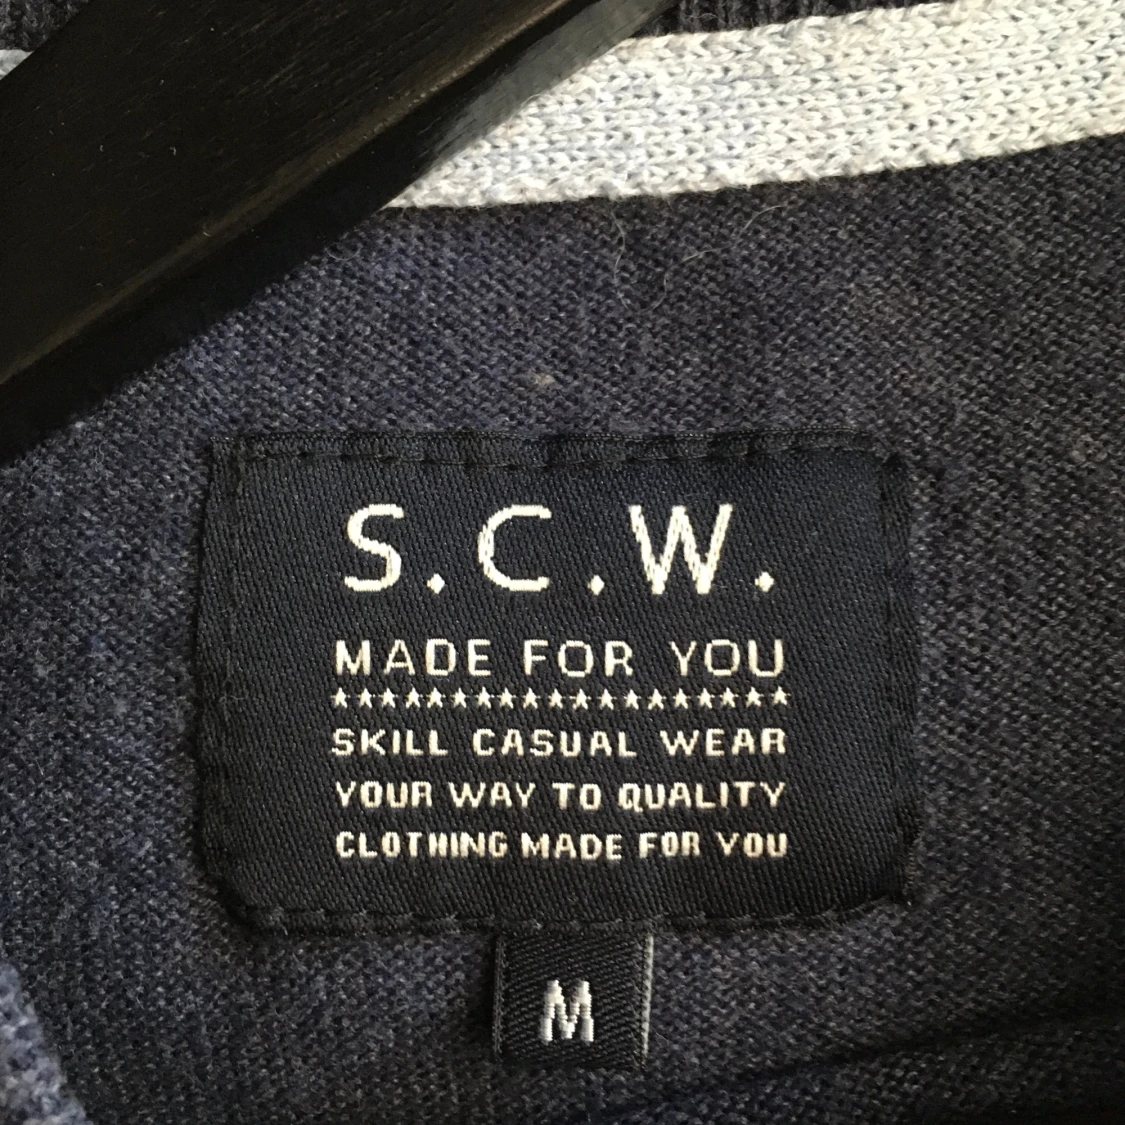 S.C.W.
MADE FOR YOU
★★★★★★★★★★★★★★★★★★★
SKILL CASUAL WEAR
YOUR WAY TO QUALITY
CLOTHING MADE FOR YOU
M